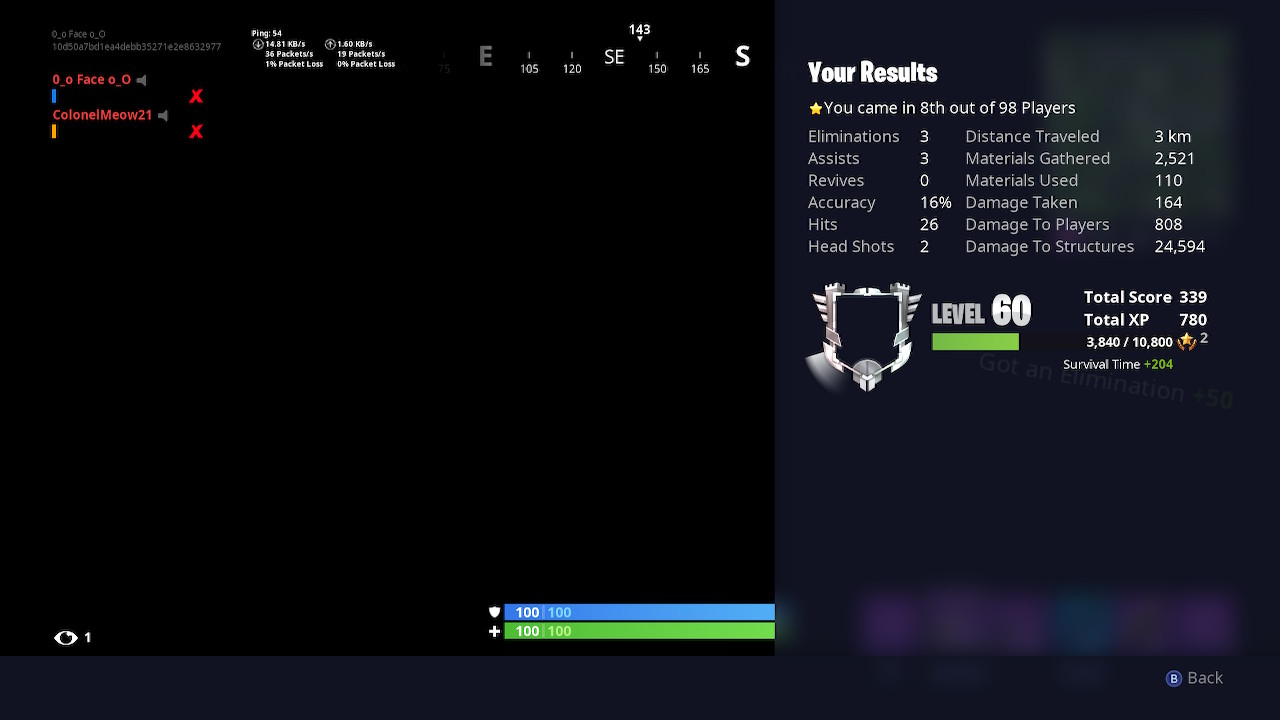 0_o Face o_O
10d50a7bd1ea4debb35271e2e8632977
0_o Face o_O
X
ColonelMeow21
X
Ping: 54
14.81 KB/s 1.60 KB/s
36 Packets/s 19 Packets/s
1% Packet Loss 0% Packet Loss
143
75 E 105 120 SE 150 165 S
Your Results
You came in 8th out of 98 Players
Eliminations 3 Distance Traveled 3 km
Assists 3 Materials Gathered 2,521
Revives 0 Materials Used 110
Accuracy 16% Damage Taken 164
Hits 26 Damage To Players 808
Head Shots 2 Damage To Structures 24,594
LEVEL 60
Total Score 339
Total XP 780
3,840 / 10,800 2
Survival Time +204
Got an Elimination +50
100 | 100
100 | 100
1
B Back